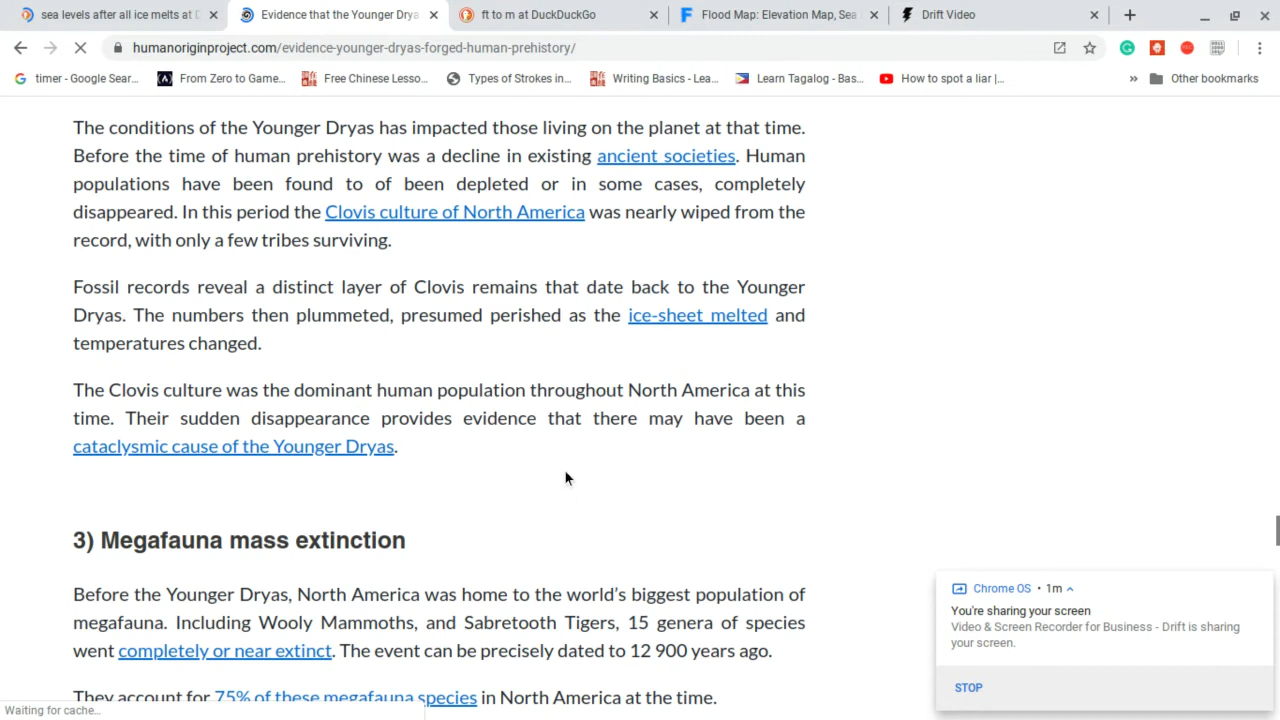 sea levels after all ice melts at D
Evidence that the Younger Drya
ft to m at DuckDuckGo
Flood Map: Elevation Map, Sea
Drift Video
humanoriginproject.com/evidence-younger-dryas-forged-human-prehistory/
timer - Google Sear...
From Zero to Game...
Free Chinese Lesso...
Types of Strokes in...
Writing Basics - Lea...
Learn Tagalog - Bas...
How to spot a liar |...
Other bookmarks
The conditions of the Younger Dryas has impacted those living on the planet at that time.
Before the time of human prehistory was a decline in existing ancient societies. Human
populations have been found to of been depleted or in some cases, completely
disappeared. In this period the Clovis culture of North America was nearly wiped from the
record, with only a few tribes surviving.
Fossil records reveal a distinct layer of Clovis remains that date back to the Younger
Dryas. The numbers then plummeted, presumed perished as the ice-sheet melted and
temperatures changed.
The Clovis culture was the dominant human population throughout North America at this
time. Their sudden disappearance provides evidence that there may have been a
cataclysmic cause of the Younger Dryas.
3) Megafauna mass extinction
Before the Younger Dryas, North America was home to the world's biggest population of
megafauna. Including Wooly Mammoths, and Sabretooth Tigers, 15 genera of species
went completely or near extinct. The event can be precisely dated to 12 900 years ago.
They account for 75% of these megafauna species in North America at the time.
Chrome OS • 1m
You're sharing your screen
Video & Screen Recorder for Business - Drift is sharing
your screen.
STOP
Waiting for cache...